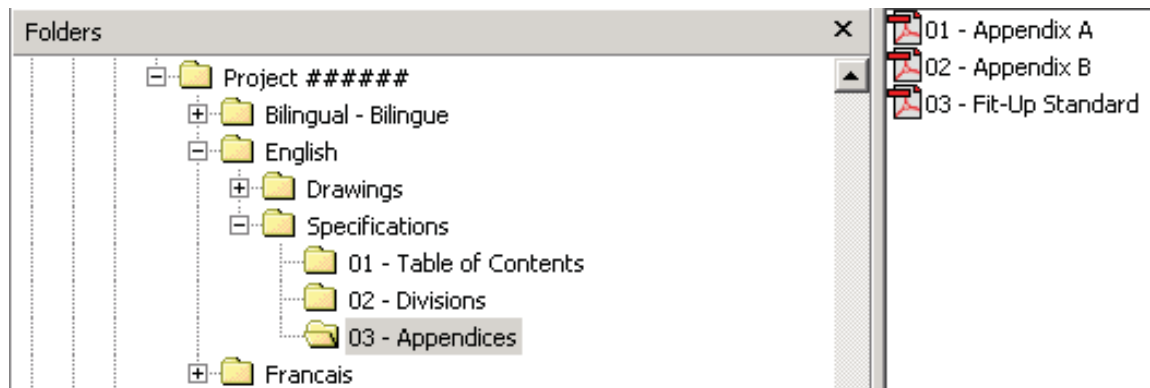 Folders
Project ######
Bilingual - Bilingue
English
Drawings
Specifications
01 - Table of Contents
02 - Divisions
03 - Appendices
Francais
01 - Appendix A
02 - Appendix B
03 - Fit-Up Standard